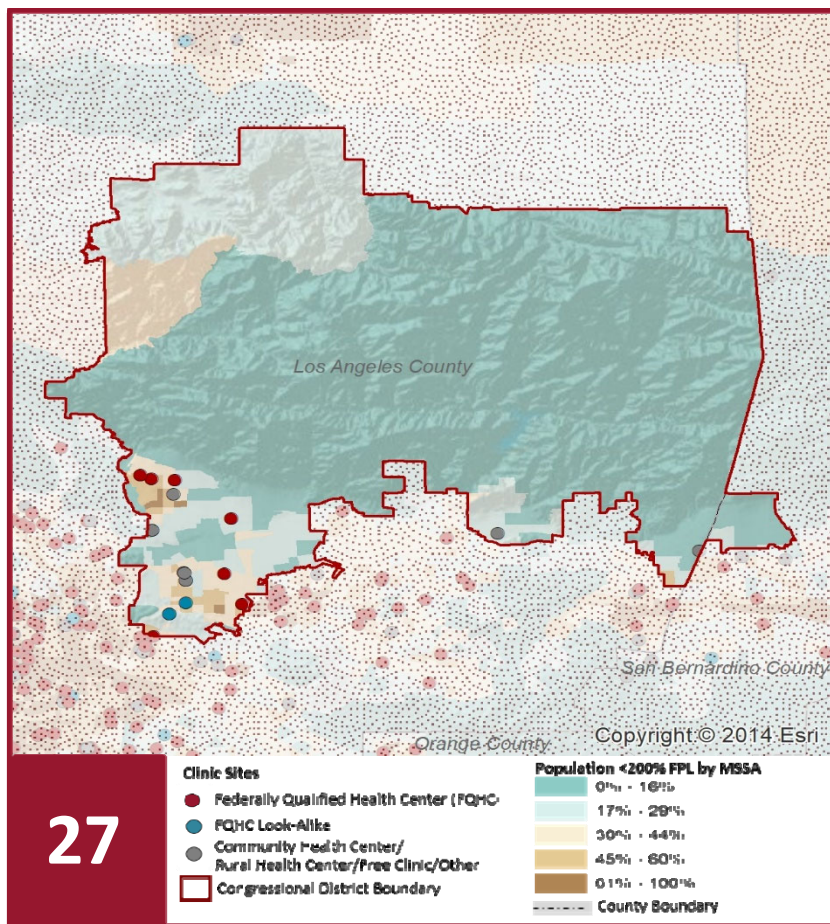 Los Angeles County
San Bernardino County
Orange County
Copyright:© 2014 Esri
27
Clinic Sites
Federally Qualified Health Center (FQHC-
FQHC Look-Alike
Community Health Center/
Rural Health Center/Free Clinic/Other
Congressional District Boundary
Population <200% FPL by MSSA
0% - 16%
17% - 29%
30% - 44%
45% - 60%
61% - 100%
County Boundary